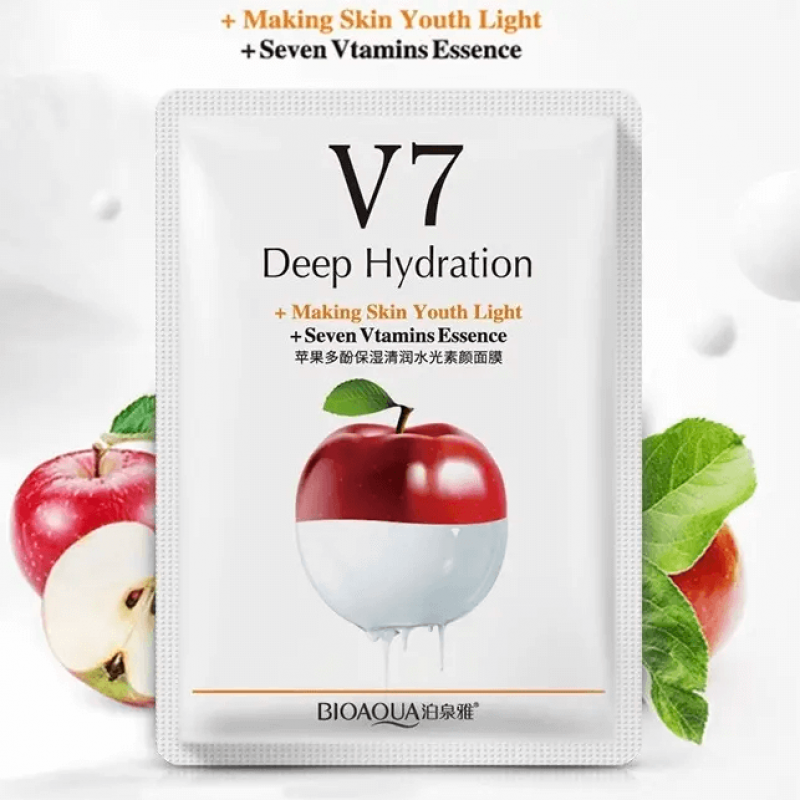 + Making Skin Youth Light
+ Seven Vtamins Essence
V7
Deep Hydration
+ Making Skin Youth Light
+ Seven Vtamins Essence
苹果多酚保湿清润水光素颜面膜
BIOAQUA泊泉雅®